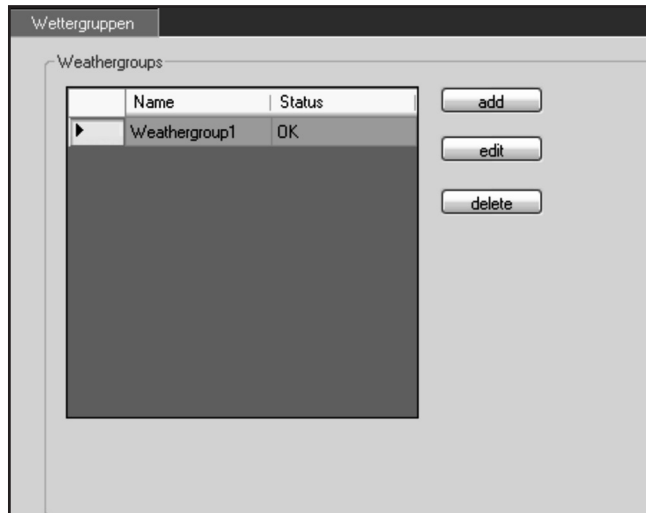 Wettergruppen
Weathergroups
Name Status
Weathergroup1 OK
add
edit
delete